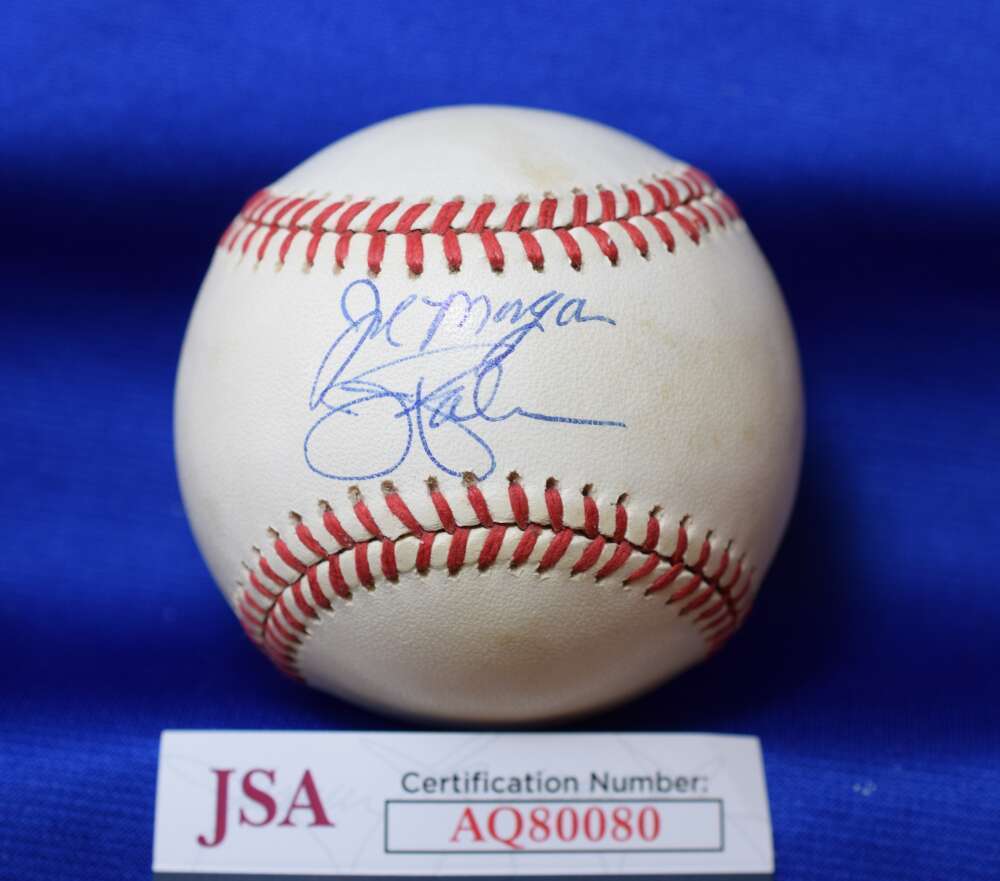 Joe Morgan
JSA
Certification Number:
AQ80080